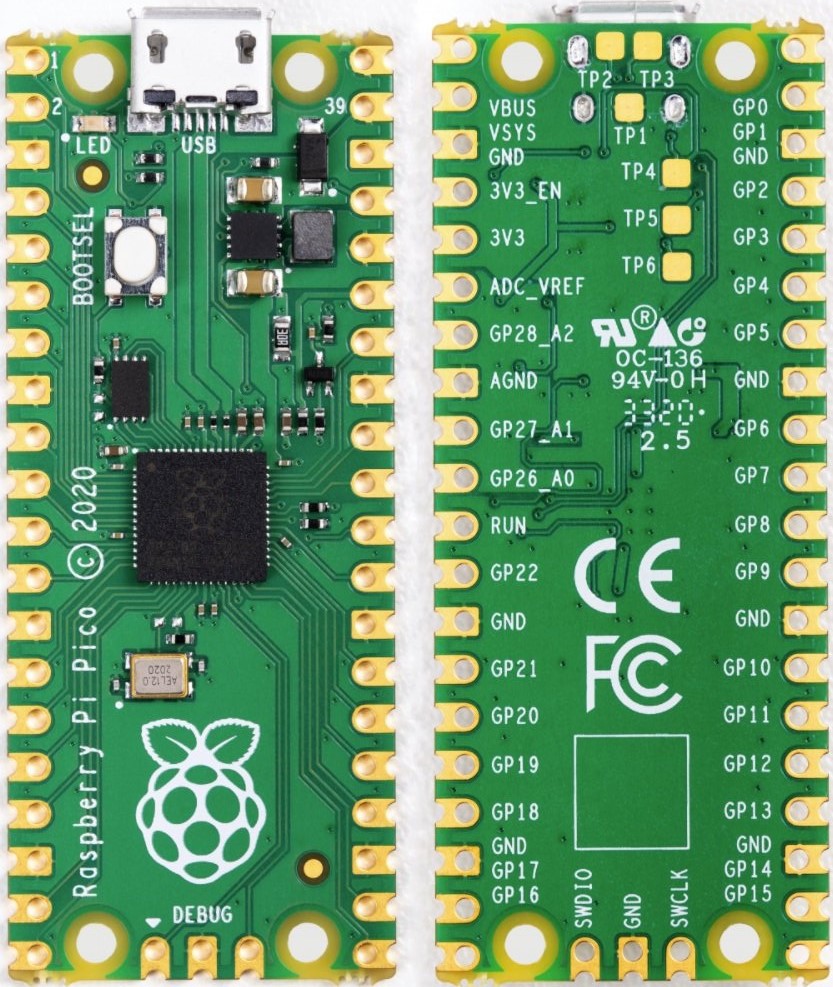 1
2
39
LED
USB
BOOTSEL
R30
Raspberry Pi Pico © 2020
AEL12.0
2020
DEBUG
TP2
TP3
TP1
TP4
TP5
TP6
VBUS
VSYS
GND
3V3_EN
3V3
ADC_VREF
GP28_A2
AGND
GP27_A1
GP26_A0
RUN
GP22
GND
GP21
GP20
GP19
GP18
GND
GP17
GP16
GP0
GP1
GND
GP2
GP3
GP4
GP5
GND
GP6
GP7
GP8
GP9
GND
GP10
GP11
GP12
GP13
GND
GP14
GP15
®
OC-136
94V-0 H
3320
2.5
CE
FC
SWDIO
GND
SWCLK